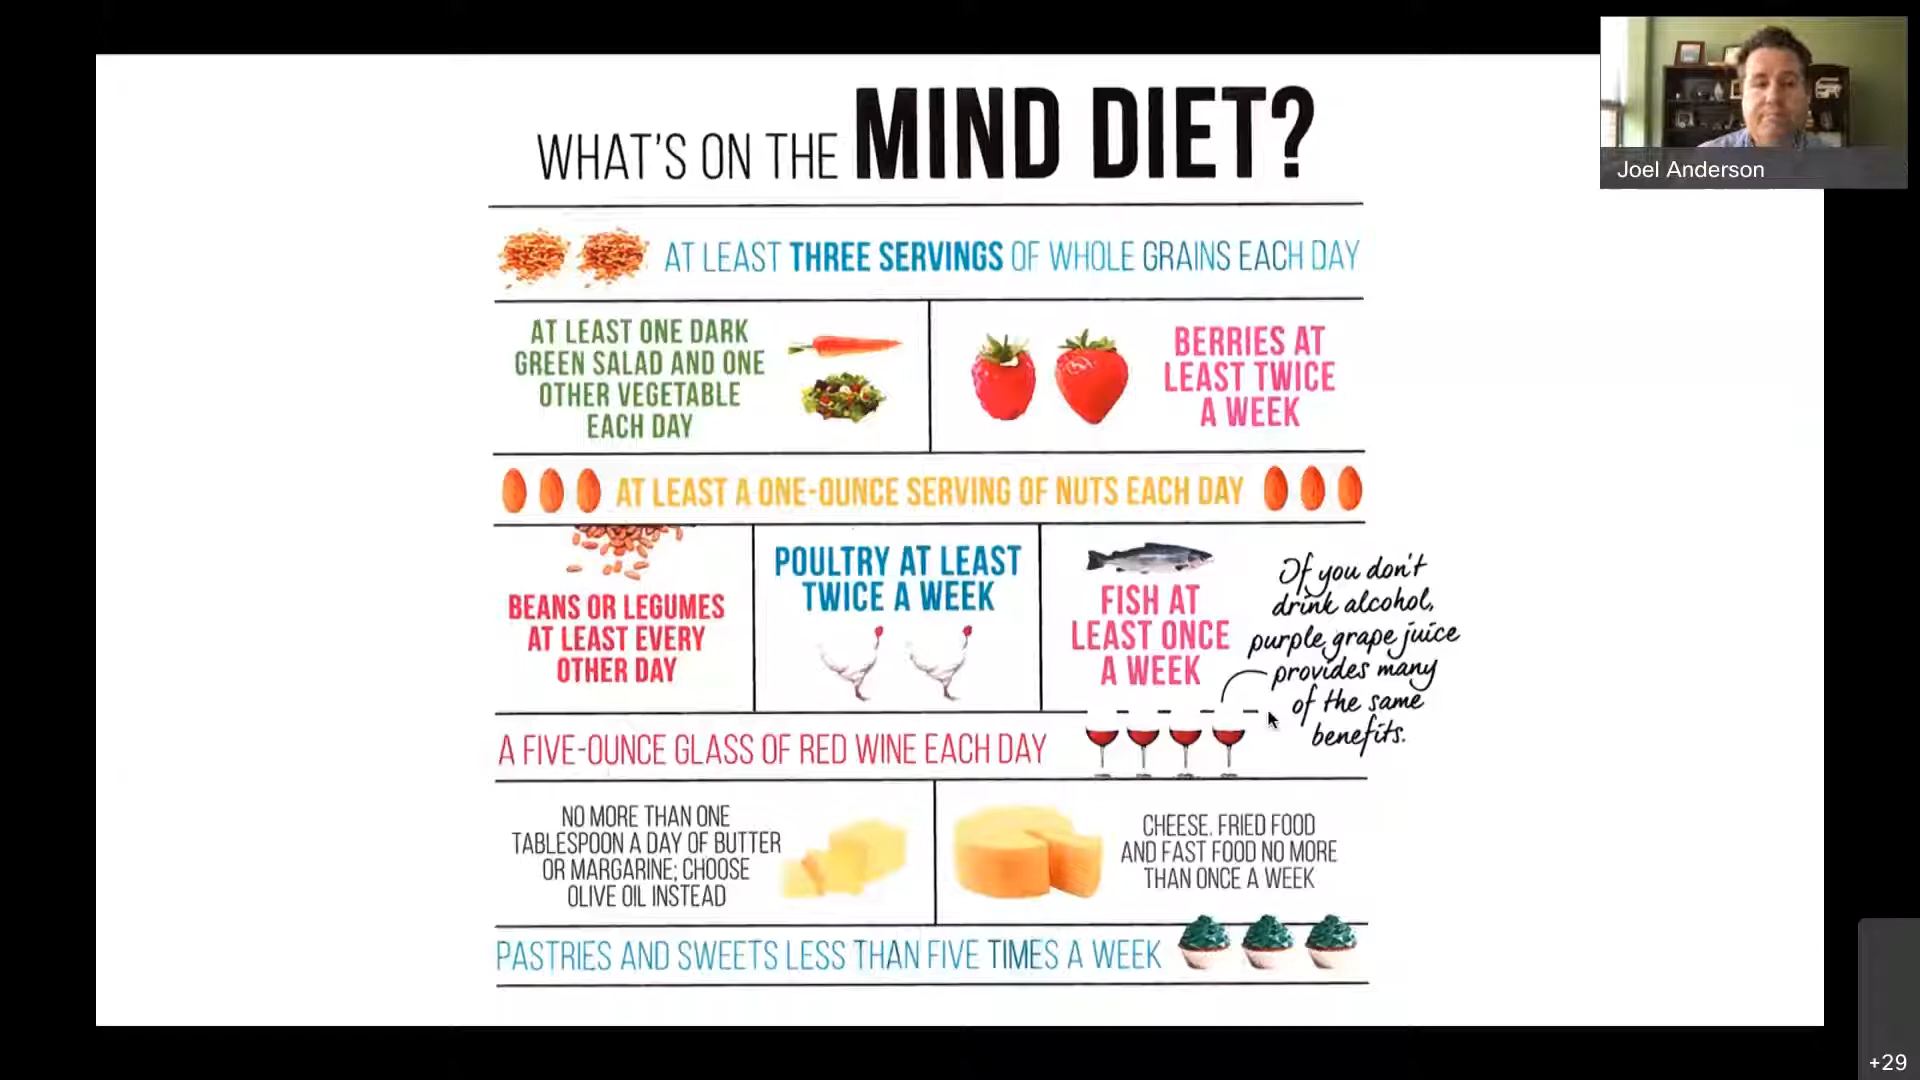 WHAT'S ON THE MIND DIET?
Joel Anderson
AT LEAST THREE SERVINGS OF WHOLE GRAINS EACH DAY
AT LEAST ONE DARK
GREEN SALAD AND ONE
OTHER VEGETABLE
EACH DAY
BERRIES AT
LEAST TWICE
A WEEK
AT LEAST A ONE-OUNCE SERVING OF NUTS EACH DAY
BEANS OR LEGUMES
AT LEAST EVERY
OTHER DAY
POULTRY AT LEAST
TWICE A WEEK
FISH AT
LEAST ONCE
A WEEK
If you don't
drink alcohol,
purple grape juice
provides many
of the same
benefits.
A FIVE-OUNCE GLASS OF RED WINE EACH DAY
NO MORE THAN ONE
TABLESPOON A DAY OF BUTTER
OR MARGARINE; CHOOSE
OLIVE OIL INSTEAD
CHEESE, FRIED FOOD
AND FAST FOOD NO MORE
THAN ONCE A WEEK
PASTRIES AND SWEETS LESS THAN FIVE TIMES A WEEK
+29